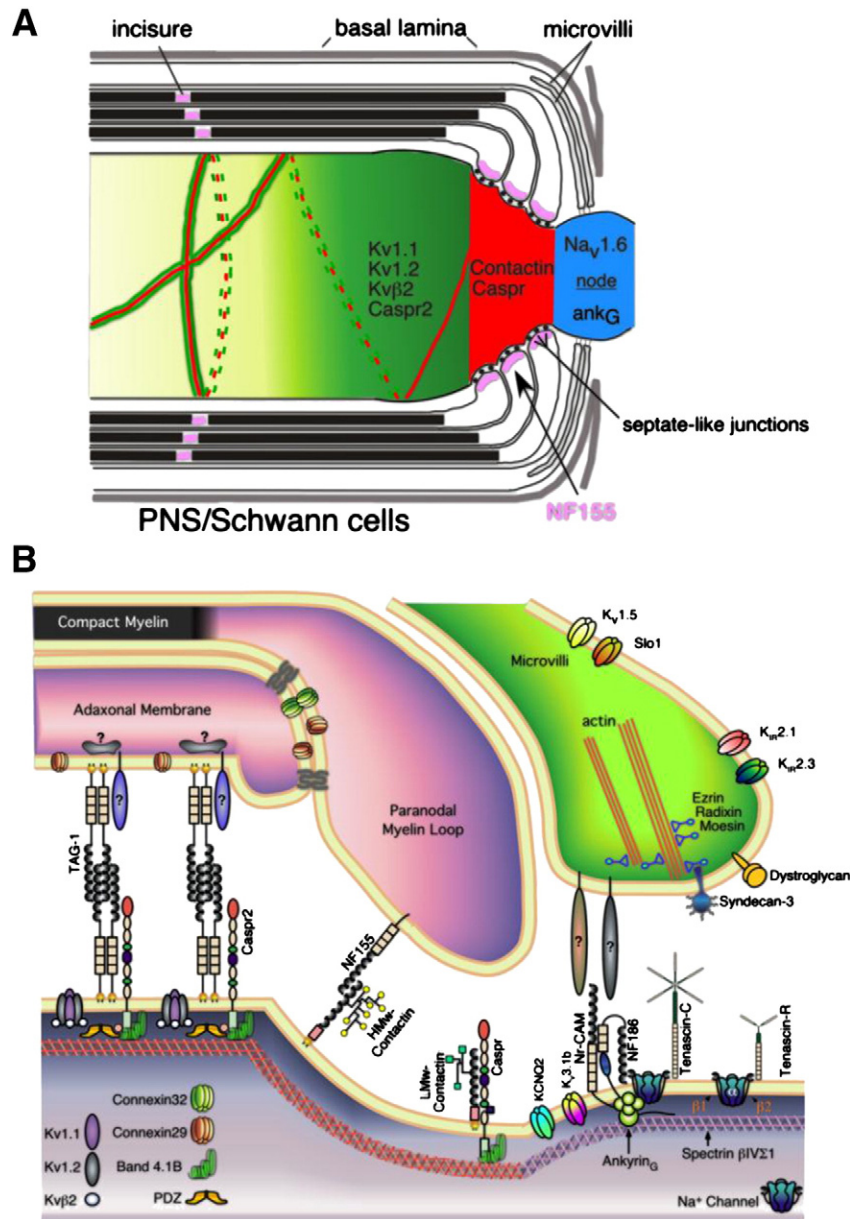 A
incisure
basal lamina
microvilli
Kv1.1
Kv1.2
Kvβ2
Caspr2
Contactin
Caspr
NaV1.6
node
ankG
septate-like junctions
NF155
PNS/Schwann cells
B
Compact Myelin
Adaxonal Membrane
?
?
?
?
TAG-1
Caspr2
Paranodal
Myelin Loop
NF155
HMw-
Contactin
LMw-
Contactin
Caspr
Microvilli
actin
Ezrin
Radixin
Moesin
KV1.5
Slo1
KIR2.1
KIR2.3
Dystroglycan
Syndecan-3
?
?
Nr-CAM
NF186
Tenascin-C
Tenascin-R
KCNQ2
KV3.1b
β1
α
β2
AnkyrinG
Spectrin βIVΣ1
Na+ Channel
Connexin32
Kv1.1
Connexin29
Kv1.2
Band 4.1B
Kvβ2
PDZ